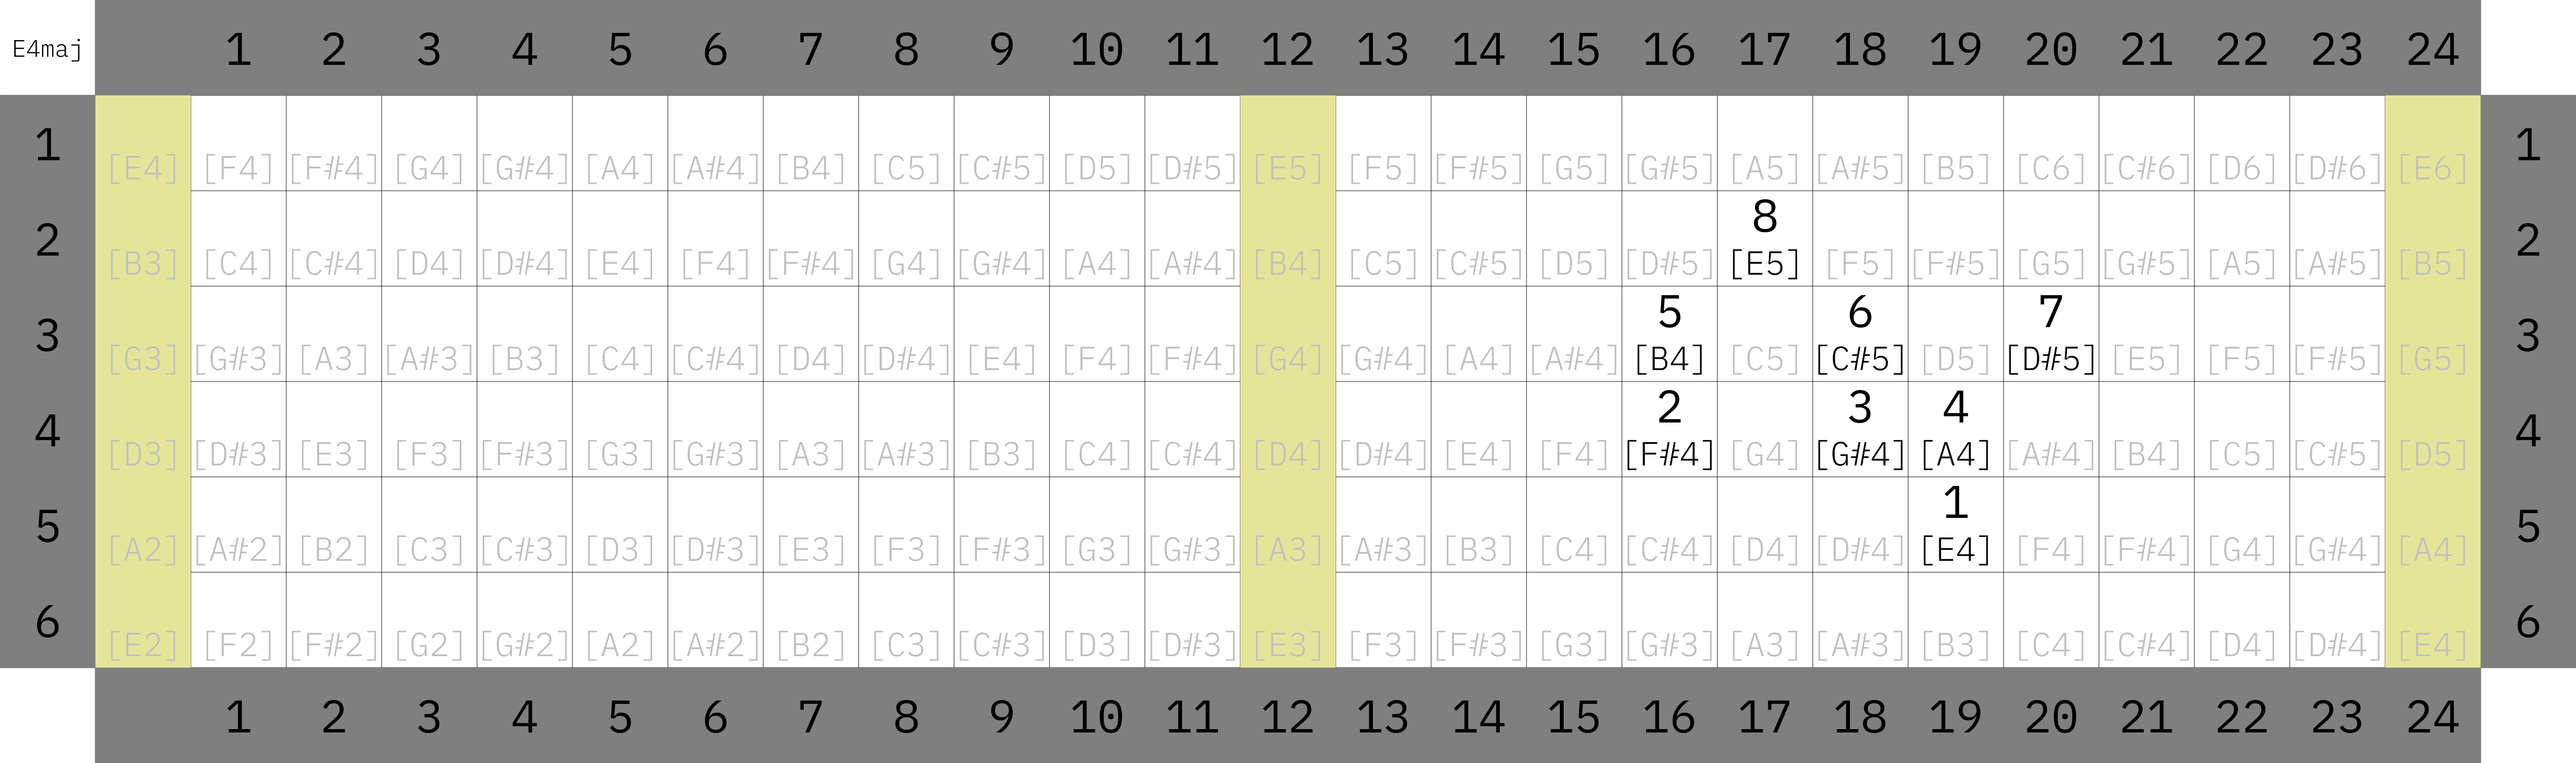 E4maj 1 2 3 4 5 6 7 8 9 10 11 12 13 14 15 16 17 18 19 20 21 22 23 24
1 [E4] [F4] [F#4] [G4] [G#4] [A4] [A#4] [B4] [C5] [C#5] [D5] [D#5] [E5] [F5] [F#5] [G5] [G#5] [A5] [A#5] [B5] [C6] [C#6] [D6] [D#6] [E6] 1
8
2 [B3] [C4] [C#4] [D4] [D#4] [E4] [F4] [F#4] [G4] [G#4] [A4] [A#4] [B4] [C5] [C#5] [D5] [D#5] [E5] [F5] [F#5] [G5] [G#5] [A5] [A#5] [B5] 2
5 6 7
3 [G3] [G#3] [A3] [A#3] [B3] [C4] [C#4] [D4] [D#4] [E4] [F4] [F#4] [G4] [G#4] [A4] [A#4] [B4] [C5] [C#5] [D5] [D#5] [E5] [F5] [F#5] [G5] 3
2 3 4
4 [D3] [D#3] [E3] [F3] [F#3] [G3] [G#3] [A3] [A#3] [B3] [C4] [C#4] [D4] [D#4] [E4] [F4] [F#4] [G4] [G#4] [A4] [A#4] [B4] [C5] [C#5] [D5] 4
1
5 [A2] [A#2] [B2] [C3] [C#3] [D3] [D#3] [E3] [F3] [F#3] [G3] [G#3] [A3] [A#3] [B3] [C4] [C#4] [D4] [D#4] [E4] [F4] [F#4] [G4] [G#4] [A4] 5
6 [E2] [F2] [F#2] [G2] [G#2] [A2] [A#2] [B2] [C3] [C#3] [D3] [D#3] [E3] [F3] [F#3] [G3] [G#3] [A3] [A#3] [B3] [C4] [C#4] [D4] [D#4] [E4] 6
1 2 3 4 5 6 7 8 9 10 11 12 13 14 15 16 17 18 19 20 21 22 23 24